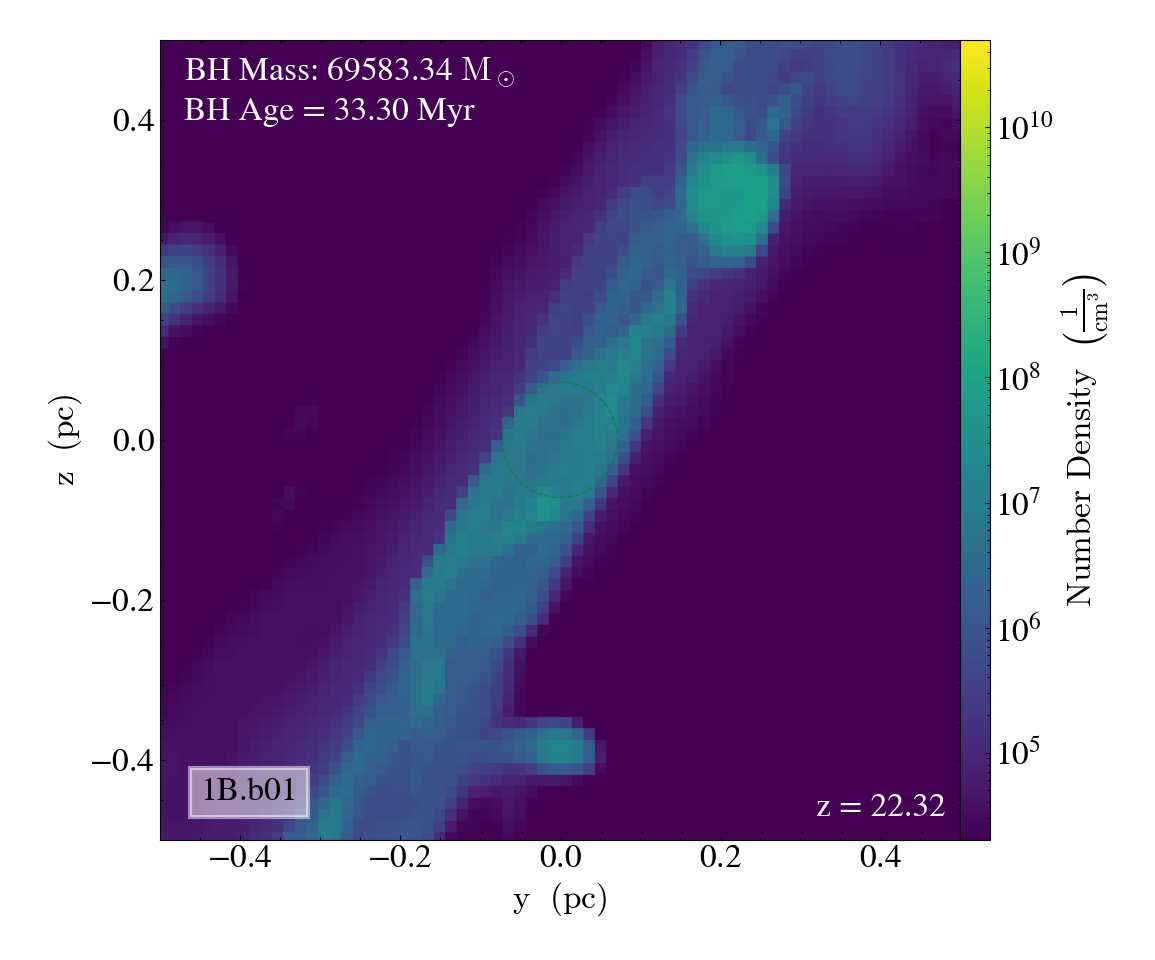 BH Mass: 69583.34 M⊙
BH Age = 33.30 Myr
0.4
0.2
0.0
−0.2
−0.4
z (pc)
1B.b01
z = 22.32
−0.4 −0.2 0.0 0.2 0.4
y (pc)
10^10
10^9
10^8
10^7
10^6
10^5
Number Density (1/cm^3)